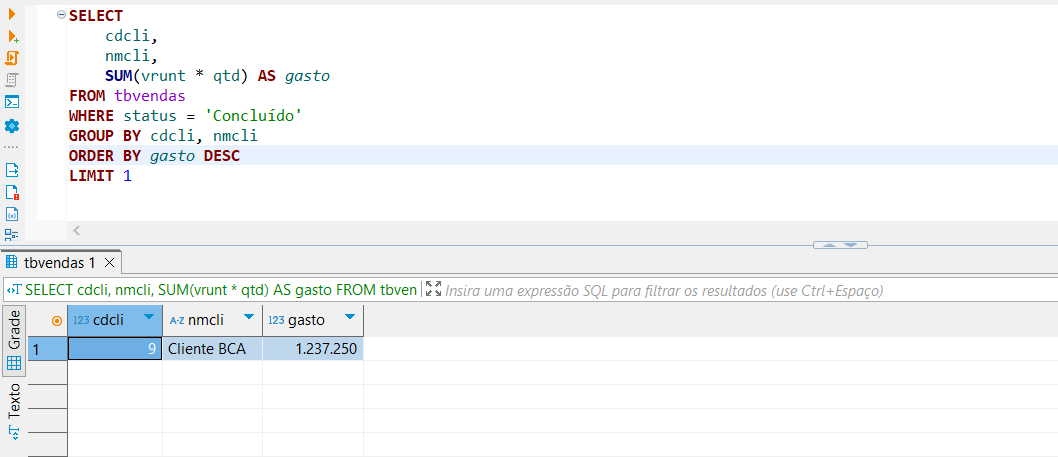 SELECT
cdcli,
nmcli,
SUM(vrunt * qtd) AS gasto
FROM tbvendas
WHERE status = 'Concluído'
GROUP BY cdcli, nmcli
ORDER BY gasto DESC
LIMIT 1
tbvendas 1
SELECT cdcli, nmcli, SUM(vrunt * qtd) AS gasto FROM tbven Insira uma expressão SQL para filtrar os resultados (use Ctrl+Espaço)
Grade
Texto
123 cdcli A-Z nmcli 123 gasto
1 9 Cliente BCA 1.237.250